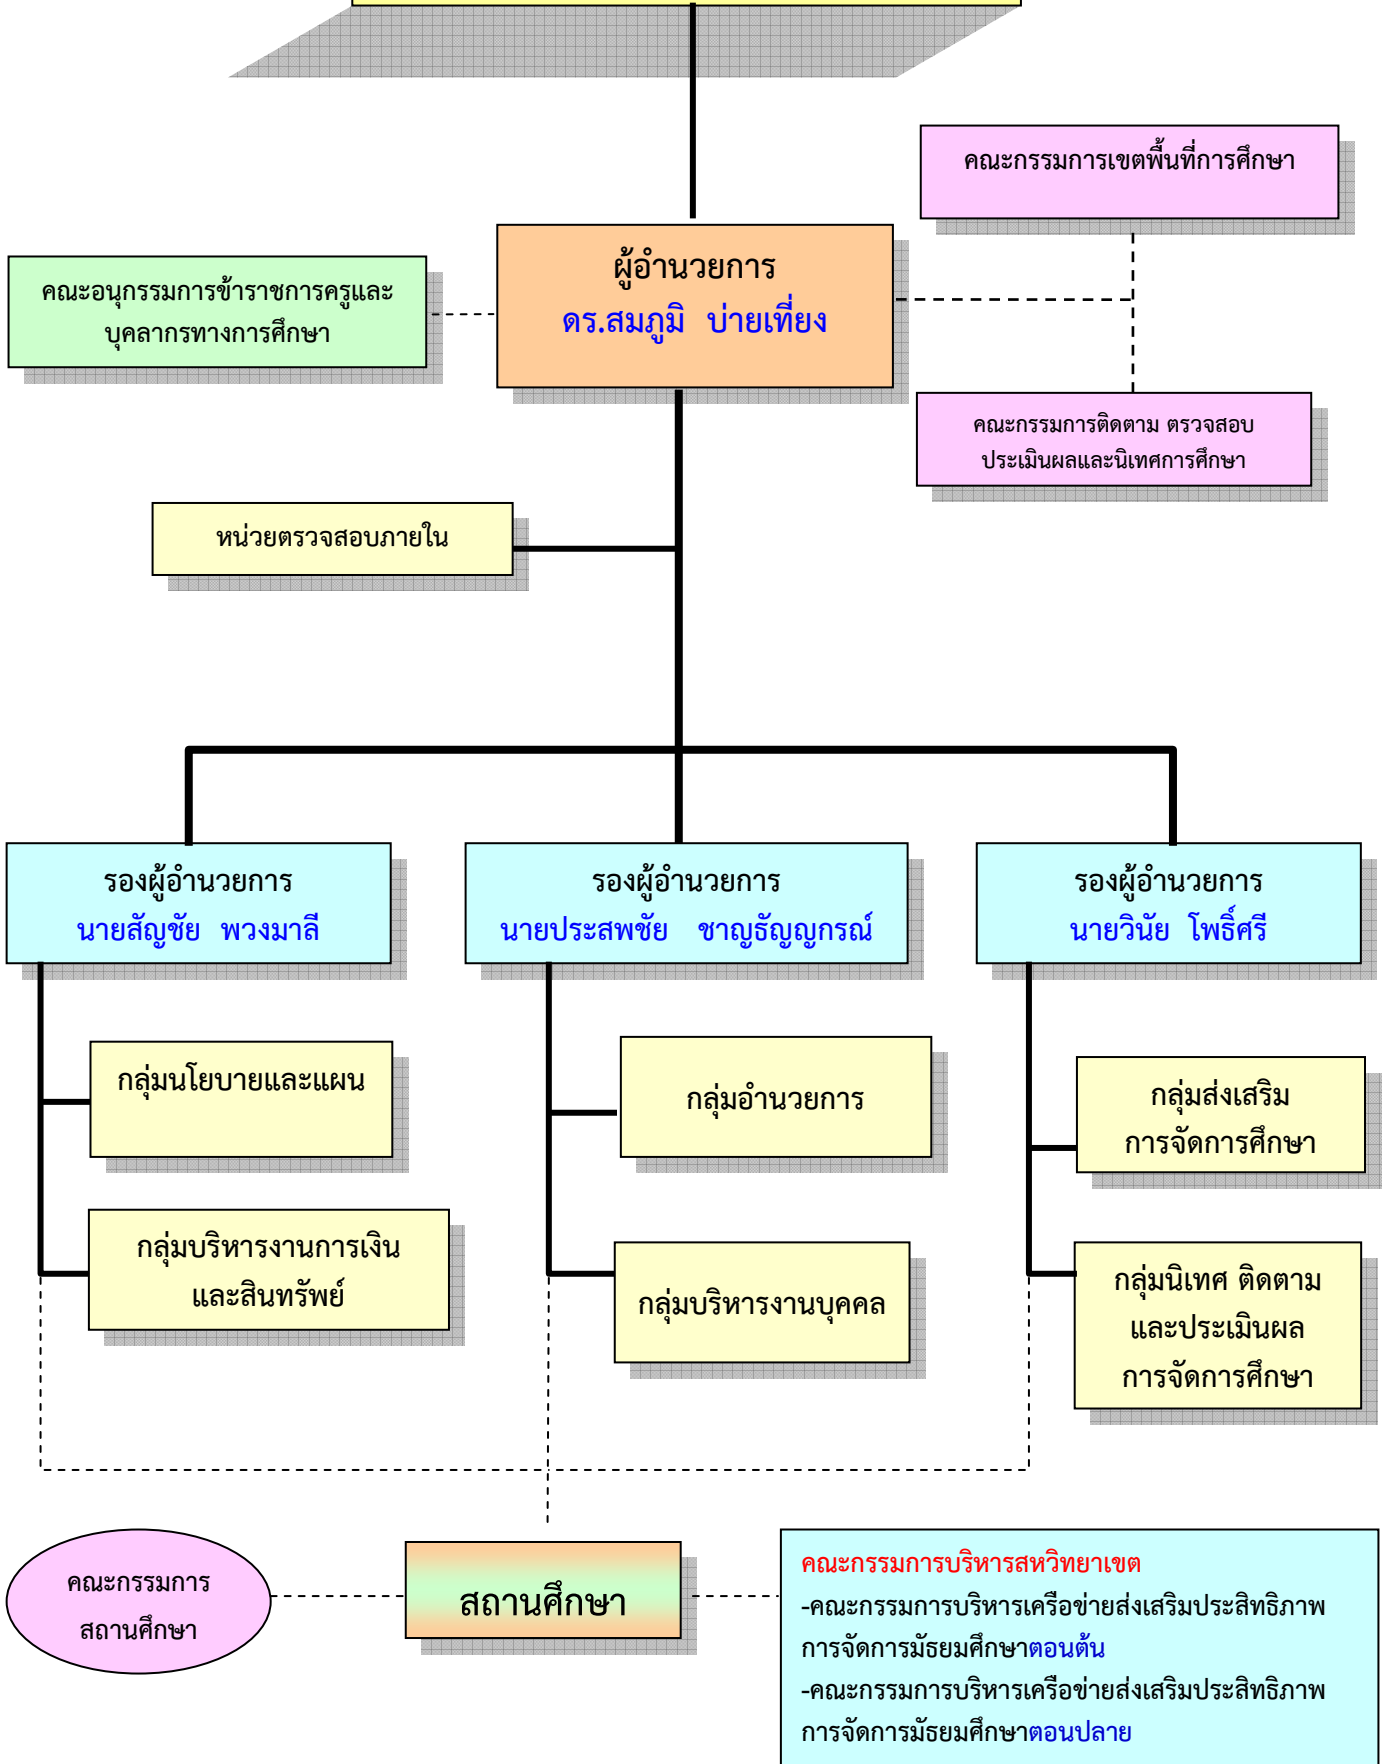 คณะกรรมการเขตพื้นที่การศึกษา
ผู้อำนวยการ
ดร.สมภูมิ บ่ายเที่ยง
คณะอนุกรรมการข้าราชการครูและ
บุคลากรทางการศึกษา
คณะกรรมการติดตาม ตรวจสอบ
ประเมินผลและนิเทศการศึกษา
หน่วยตรวจสอบภายใน
รองผู้อำนวยการ
นายสัญชัย พวงมาลี
รองผู้อำนวยการ
นายประสพชัย ชาญธัญญกรณ์
รองผู้อำนวยการ
นายวินัย โพธิ์ศรี
กลุ่มนโยบายและแผน
กลุ่มอำนวยการ
กลุ่มส่งเสริม
การจัดการศึกษา
กลุ่มบริหารงานการเงิน
และสินทรัพย์
กลุ่มบริหารงานบุคคล
กลุ่มนิเทศ ติดตาม
และประเมินผล
การจัดการศึกษา
คณะกรรมการ
สถานศึกษา
สถานศึกษา
คณะกรรมการบริหารสหวิทยาเขต
-คณะกรรมการบริหารเครือข่ายส่งเสริมประสิทธิภาพ
การจัดการมัธยมศึกษาตอนต้น
-คณะกรรมการบริหารเครือข่ายส่งเสริมประสิทธิภาพ
การจัดการมัธยมศึกษาตอนปลาย